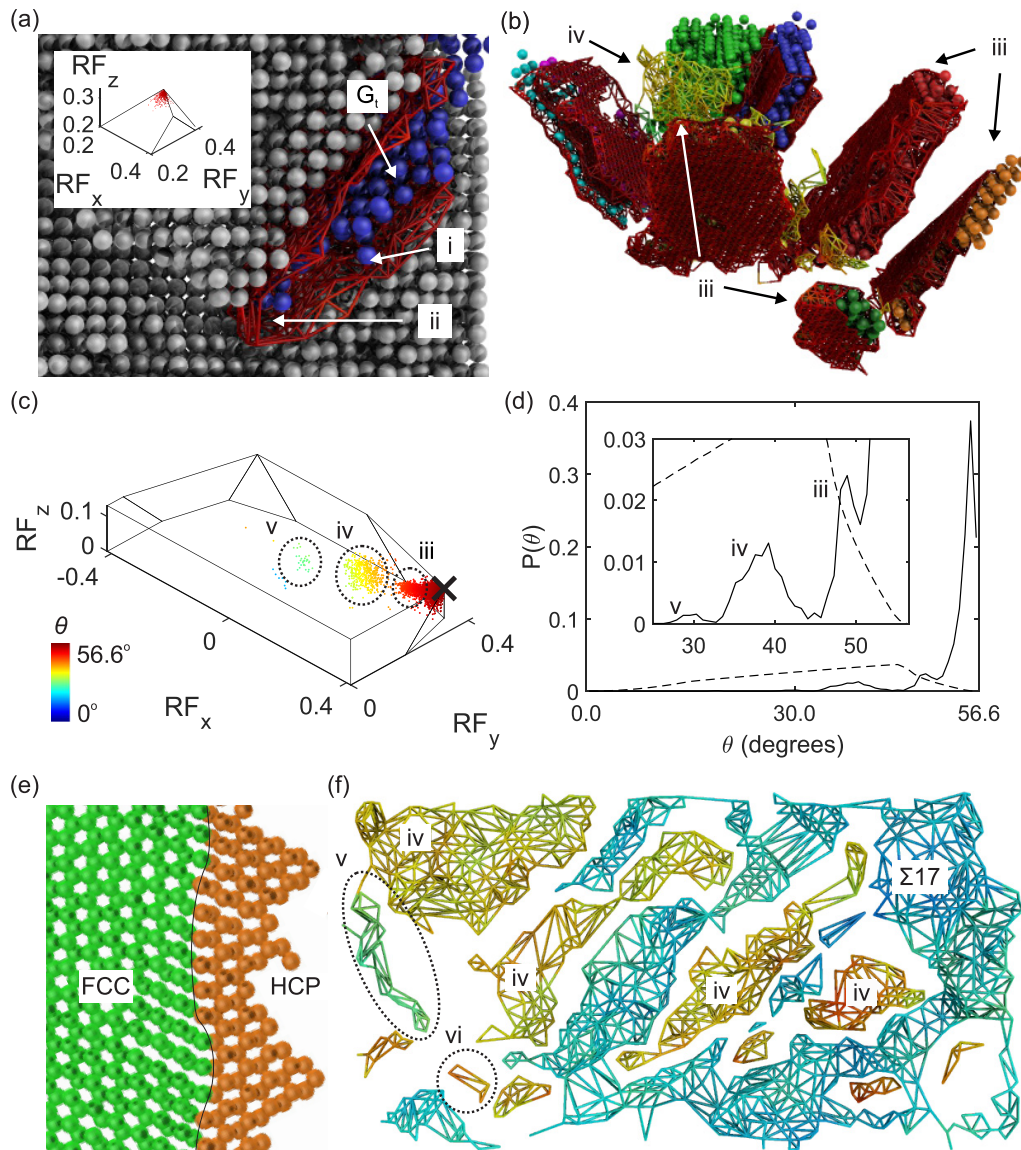 (a)
RF_z
0.3
0.2
0.2
0.4
0.2
0.4
RF_x
RF_y
G_t
i
ii
(b)
iv
iii
iii
(c)
RF_z
0.1
0
-0.4
v
iv
iii
θ
56.6°
0°
0
0.4
RF_x
0
0.4
RF_y
(d)
0.4
0.3
0.2
0.1
0
P(θ)
0.03
0.02
0.01
0
v
iv
iii
30
40
50
0.0
30.0
56.6
θ (degrees)
(e)
FCC
HCP
(f)
v
iv
Σ17
iv
iv
iv
vi